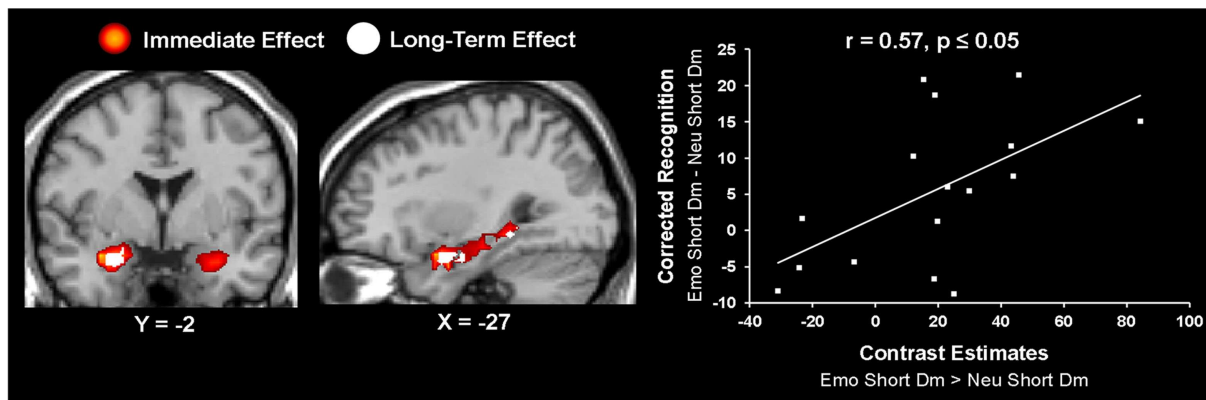 Immediate Effect
Long-Term Effect
Y = -2
X = -27
r = 0.57, p ≤ 0.05
Corrected Recognition
Emo Short Dm - Neu Short Dm
25
20
15
10
5
0
-5
-10
-40
-20
0
20
40
60
80
100
Contrast Estimates
Emo Short Dm > Neu Short Dm